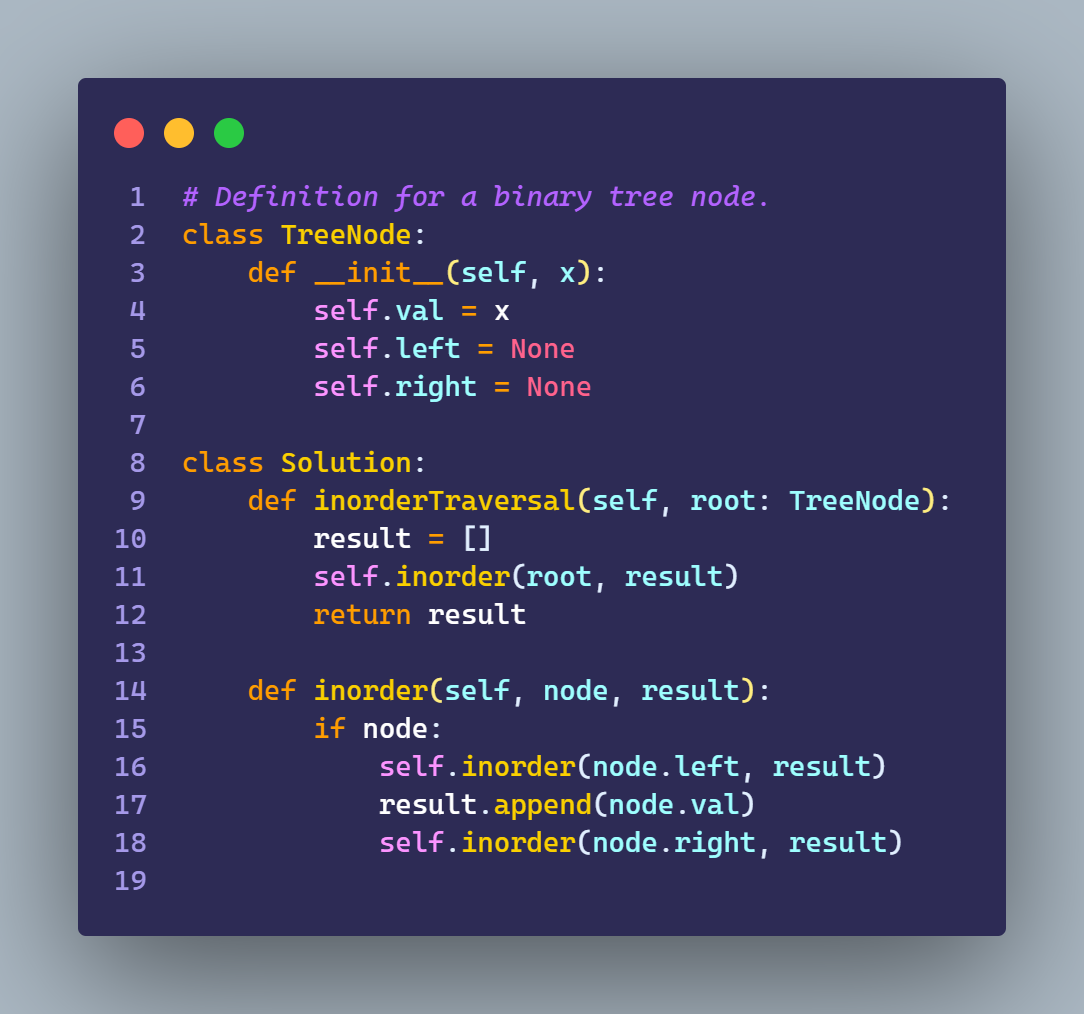 1 # Definition for a binary tree node.
2 class TreeNode:
3     def __init__(self, x):
4         self.val = x
5         self.left = None
6         self.right = None
7
8 class Solution:
9     def inorderTraversal(self, root: TreeNode):
10         result = []
11         self.inorder(root, result)
12         return result
13
14     def inorder(self, node, result):
15         if node:
16             self.inorder(node.left, result)
17             result.append(node.val)
18             self.inorder(node.right, result)
19